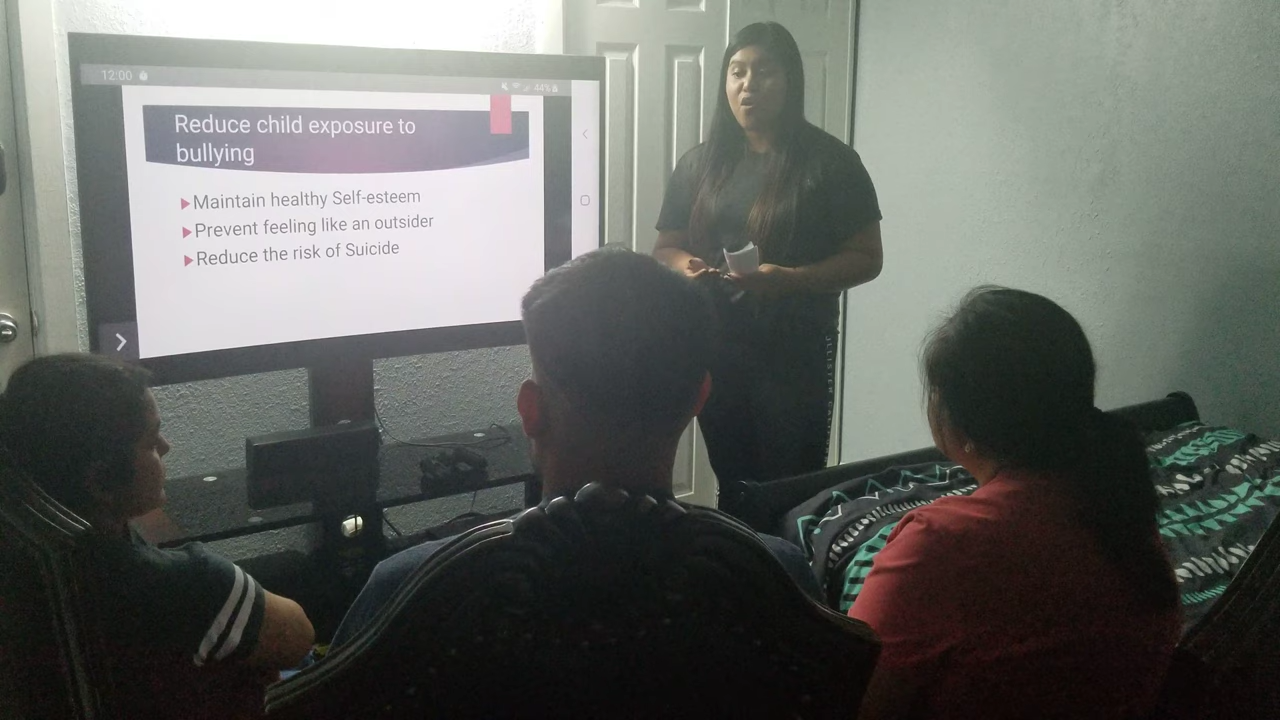 12:00
44%
Reduce child exposure to
bullying
Maintain healthy Self-esteem
Prevent feeling like an outsider
Reduce the risk of Suicide